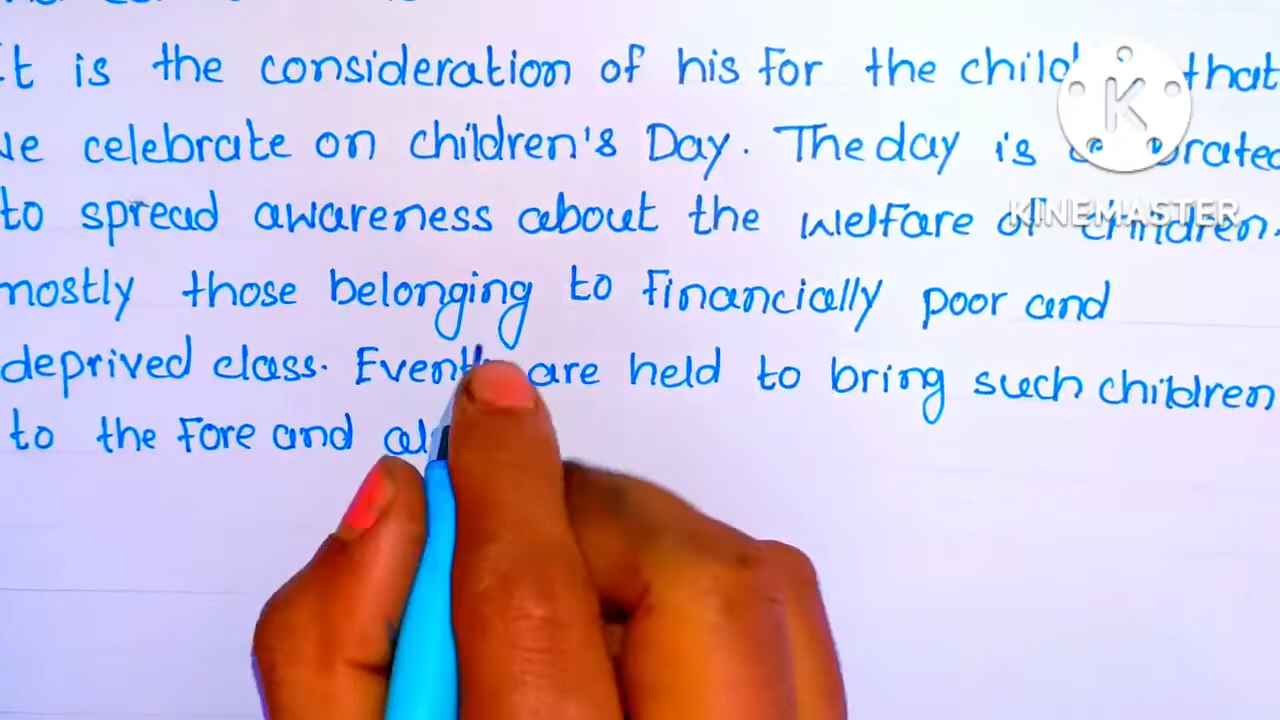 It is the consideration of his for the that
celebrate on children's Day. The day is
to spread awareness about the welfare of children.
mostly those belonging to financially poor and
deprived class. Events are held to bring such children
to the fore and
KINEMASTER